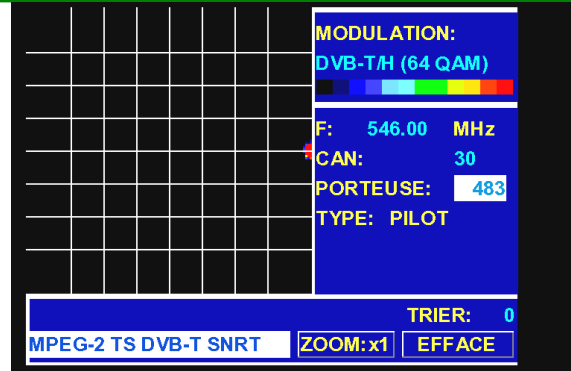 MODULATION:
DVB-T/H (64 QAM)
F: 546.00 MHz
CAN: 30
PORTEUSE: 483
TYPE: PILOT
TRIER: 0
MPEG-2 TS DVB-T SNRT ZOOM:x1 EFFACE